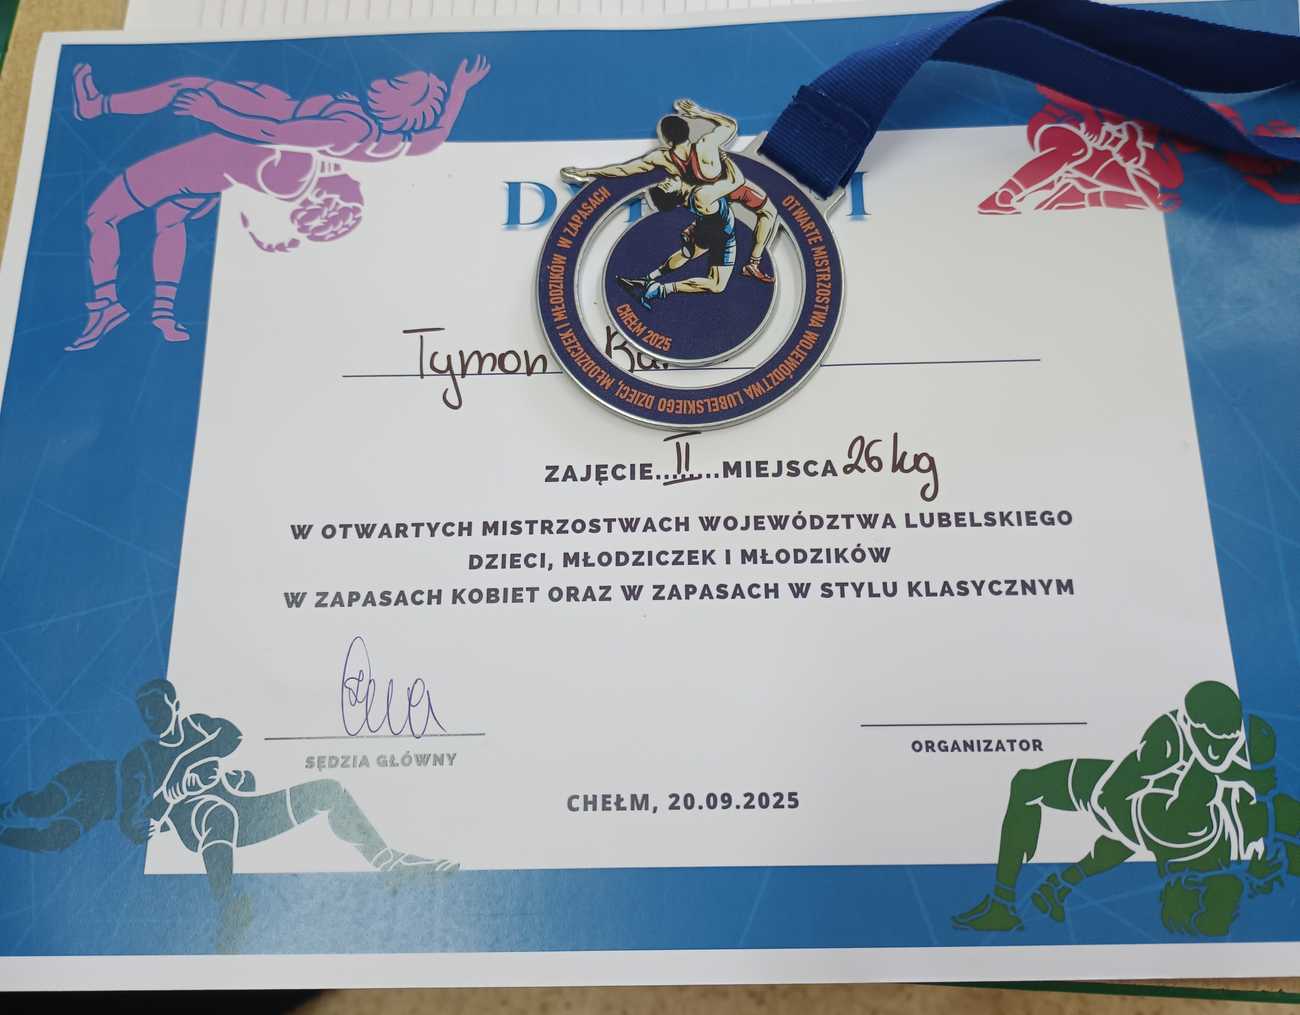 Tymon
ZAJĘCIE.......II.......MIEJSCA 26 kg
W OTWARTYCH MISTRZOSTWACH WOJEWÓDZTWA LUBELSKIEGO
DZIECI, MŁODZICZEK I MŁODZIKÓW
W ZAPASACH KOBIET ORAZ W ZAPASACH W STYLU KLASYCZNYM
SĘDZIA GŁÓWNY
ORGANIZATOR
CHEŁM, 20.09.2025
OTWARTE MISTRZOSTWA WOJEWÓDZTWA LUBELSKIEGO DZIECI, MŁODZICZEK I MŁODZIKÓW W ZAPASACH
CHEŁM 2025